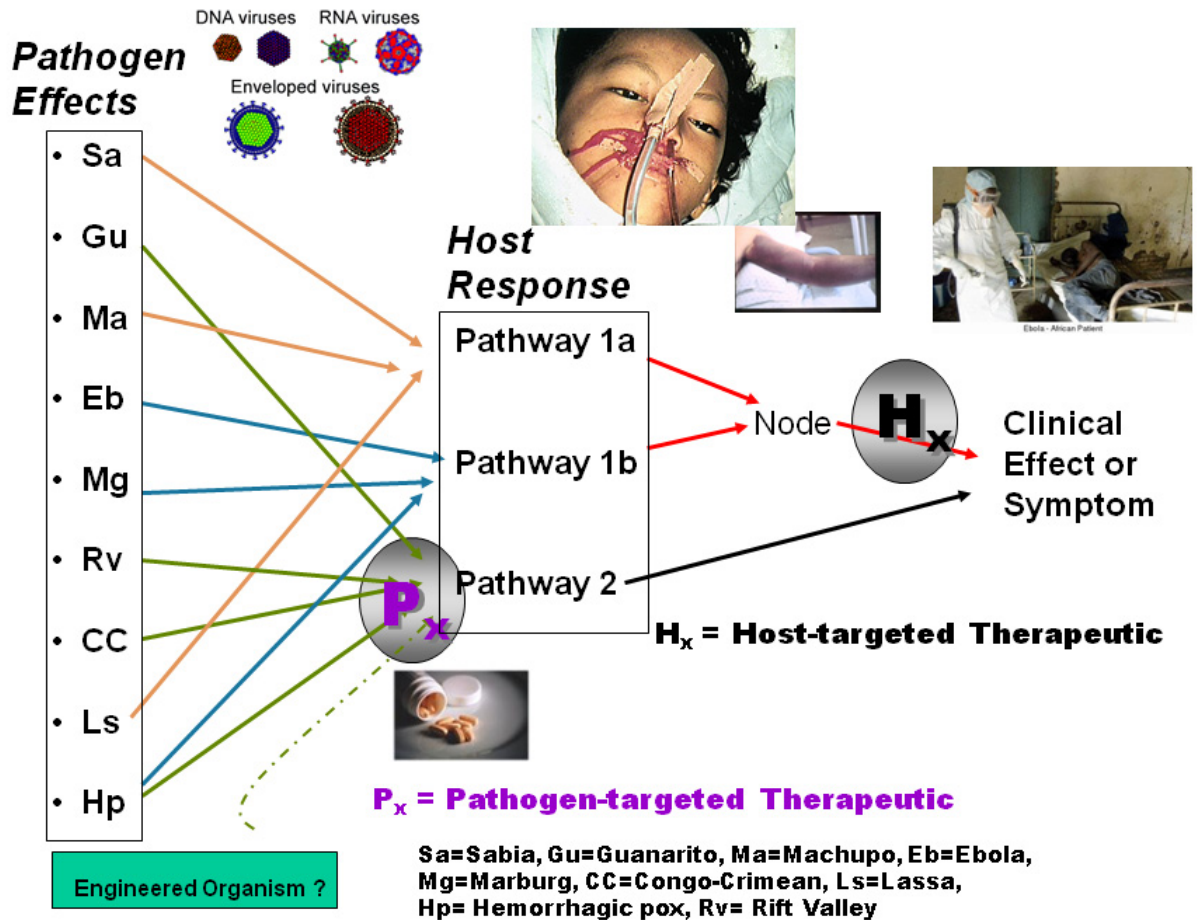 DNA viruses
RNA viruses
Pathogen
Effects
Enveloped viruses
• Sa
• Gu
• Ma
• Eb
• Mg
• Rv
• CC
• Ls
• Hp
Engineered Organism ?
Host
Response
Pathway 1a
Pathway 1b
Pathway 2
Px
Node
Hx
Clinical
Effect or
Symptom
Ebola - African Patient
Hx = Host-targeted Therapeutic
Px = Pathogen-targeted Therapeutic
Sa=Sabia, Gu=Guanarito, Ma=Machupo, Eb=Ebola,
Mg=Marburg, CC=Congo-Crimean, Ls=Lassa,
Hp= Hemorrhagic pox, Rv= Rift Valley